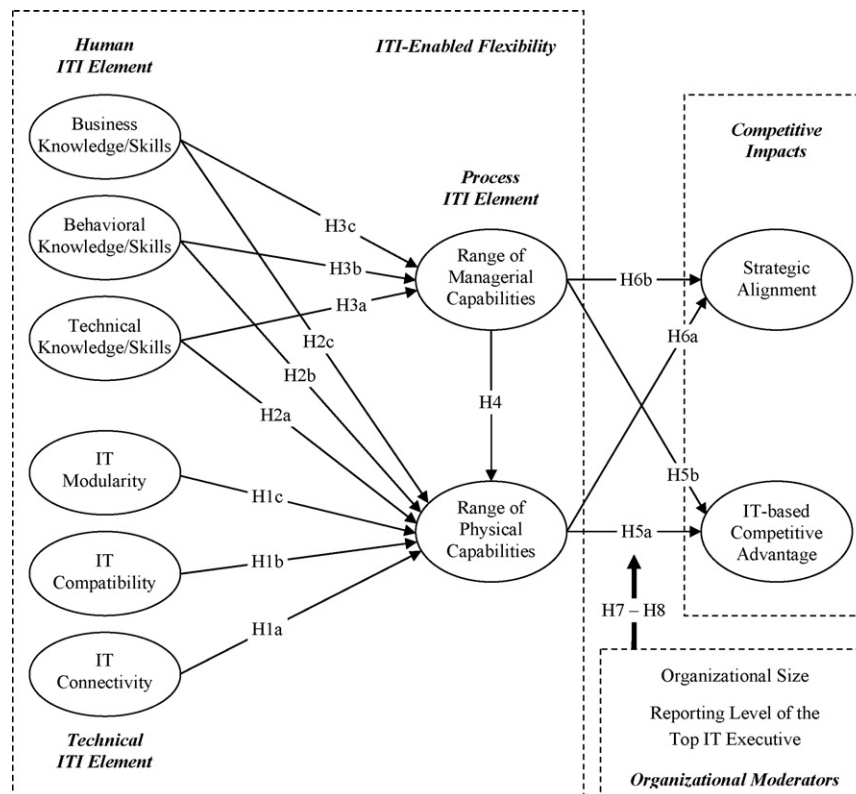 Human
ITI Element
ITI-Enabled Flexibility
Business
Knowledge/Skills
Behavioral
Knowledge/Skills
Technical
Knowledge/Skills
IT
Modularity
IT
Compatibility
IT
Connectivity
Technical
ITI Element
H3c
H3b
H3a
H2c
H2b
H2a
H1c
H1b
H1a
Process
ITI Element
Range of
Managerial
Capabilities
H4
Range of
Physical
Capabilities
H6b
H6a
H5b
H5a
H7 – H8
Competitive
Impacts
Strategic
Alignment
IT-based
Competitive
Advantage
Organizational Size
Reporting Level of the
Top IT Executive
Organizational Moderators